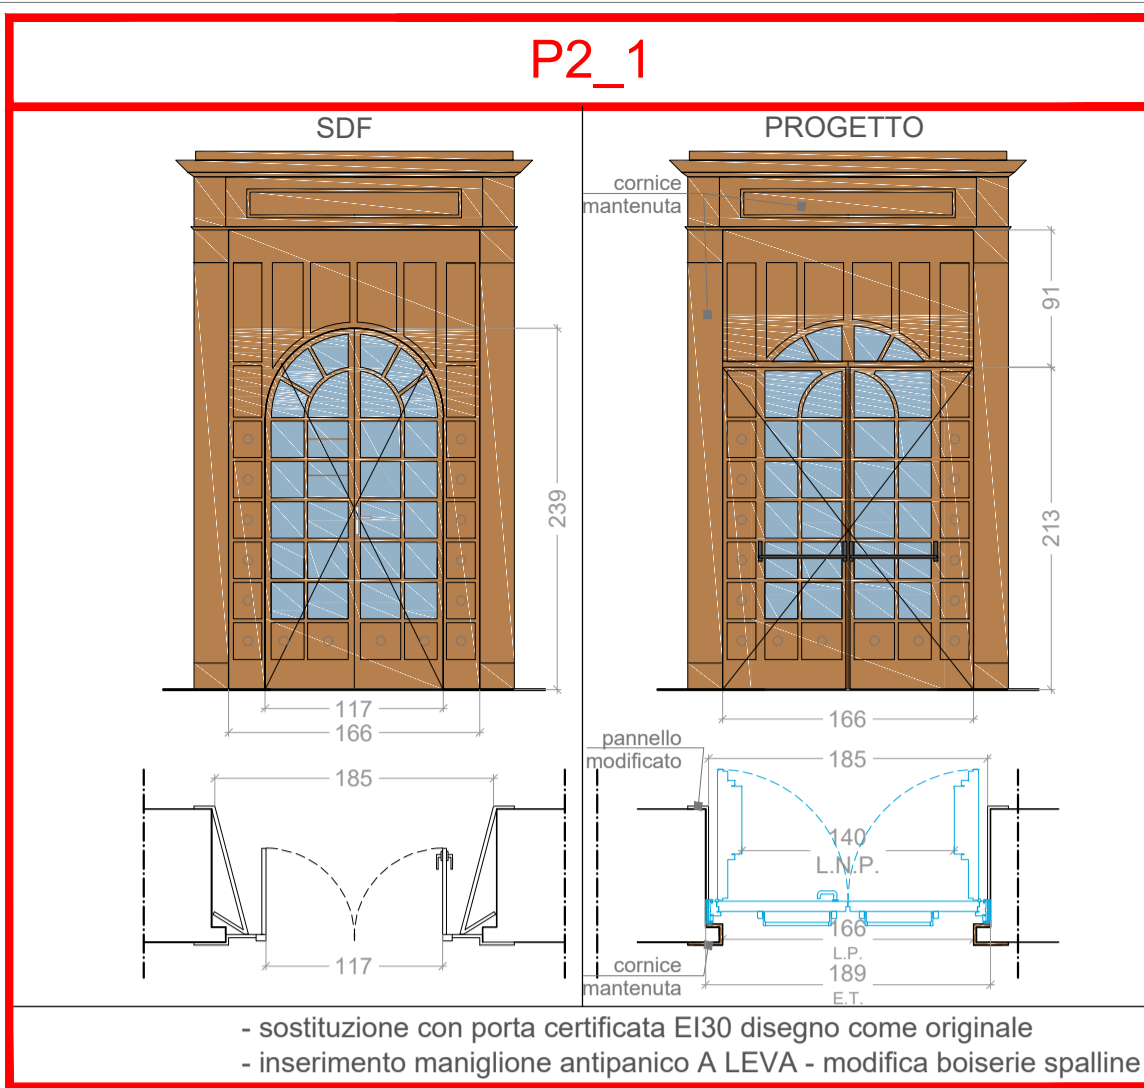 P2_1
SDF
PROGETTO
cornice
mantenuta
91
239
213
117
166
166
pannello
modificato
185
185
140
L.N.P.
166
L.P.
117
cornice
mantenuta
189
E.T.
- sostituzione con porta certificata EI30 disegno come originale
- inserimento maniglione antipanico A LEVA - modifica boiserie spalline